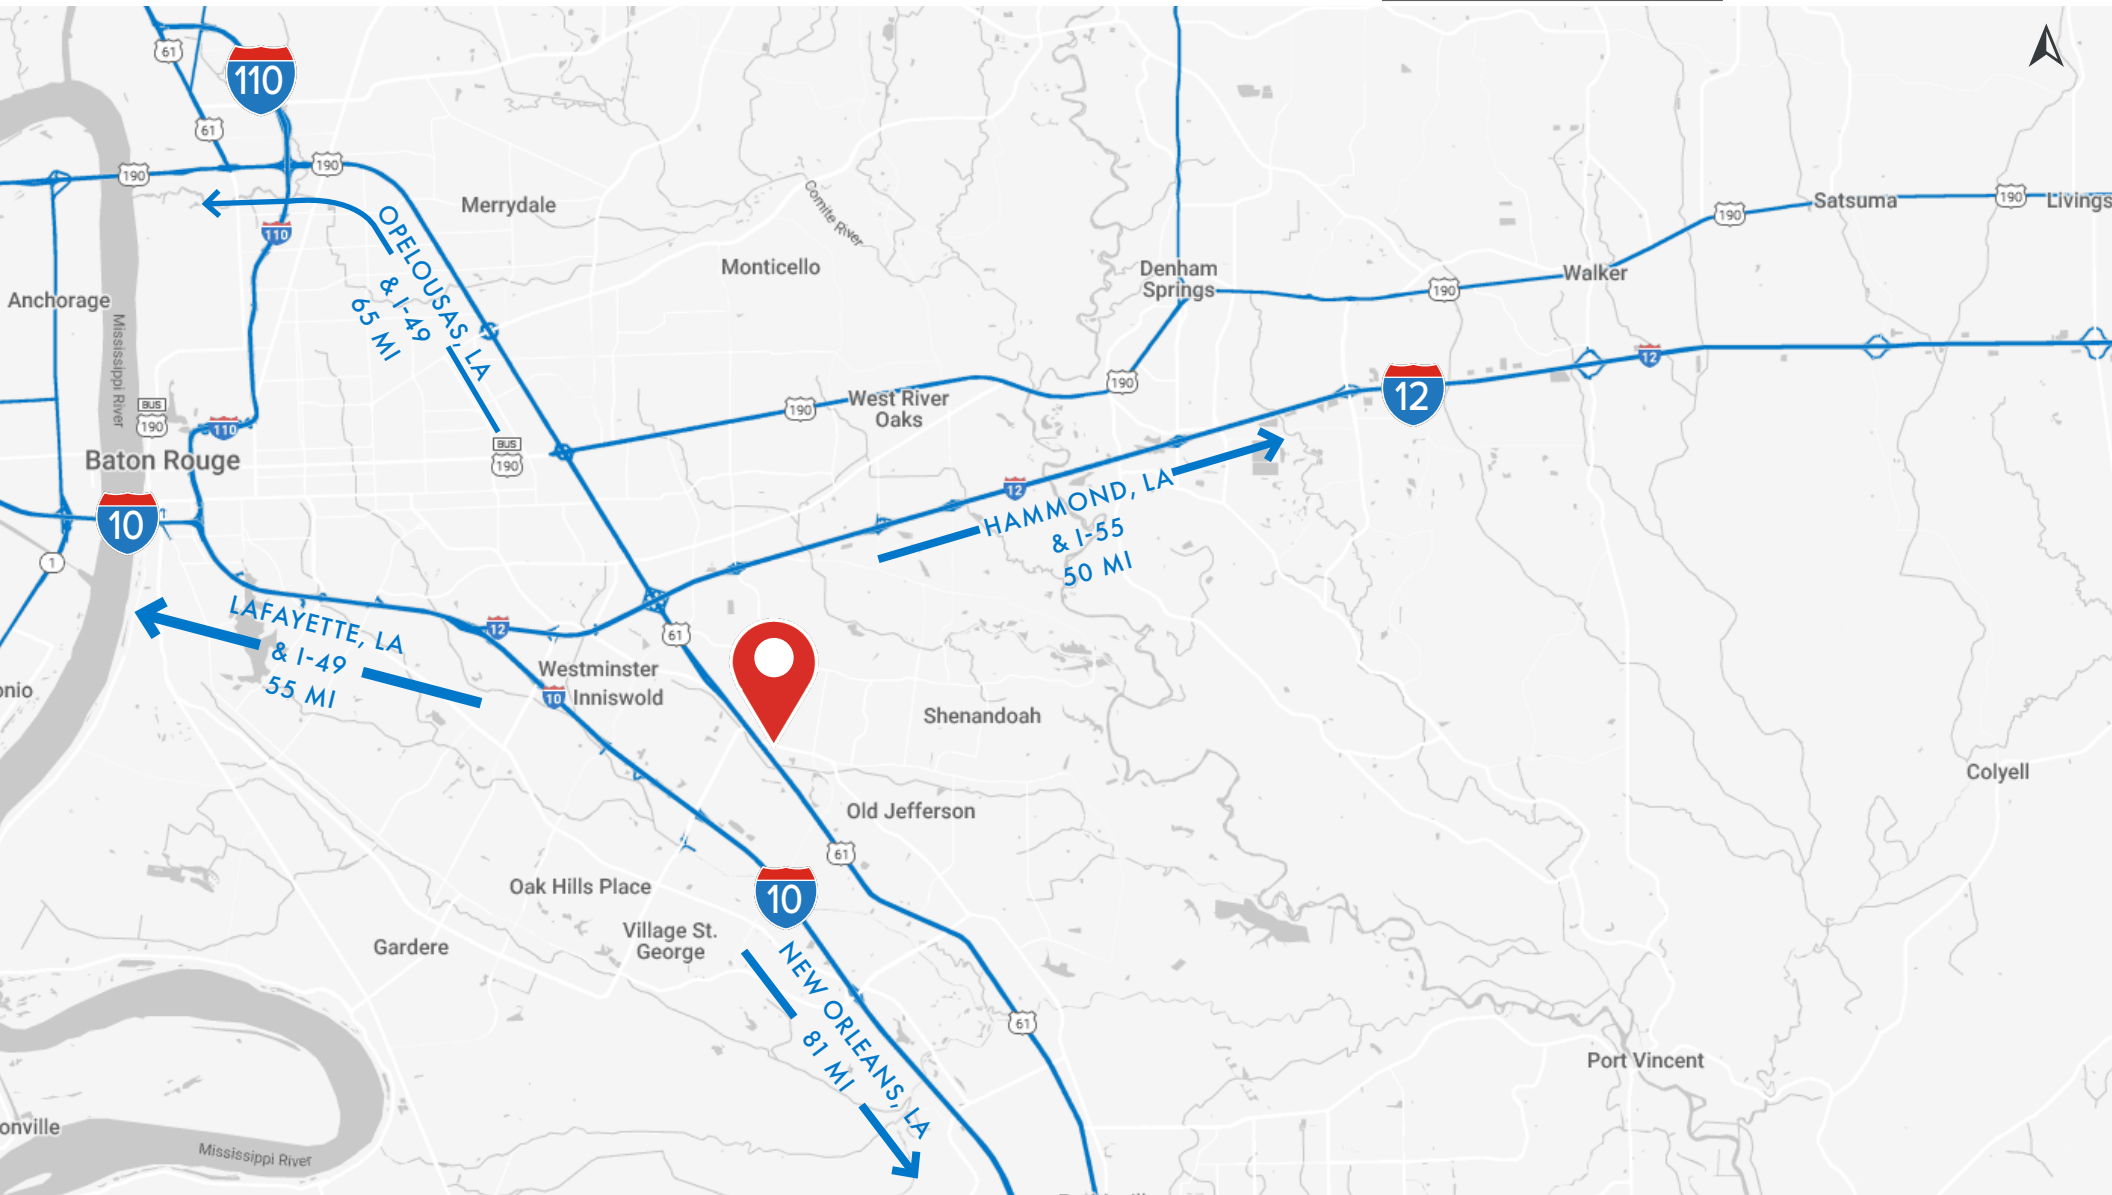 61
110
61
190
190
190
Satsuma
190
Livings
190
Merrydale
Comite River
110
OPELOUSAS, LA
& I-49
65 MI
Monticello
Denham
Springs
190
Walker
Anchorage
Mississippi River
12
190
12
West River
Oaks
190
BUS
190
110
BUS
190
Baton Rouge
12
HAMMOND, LA
& I-55
50 MI
10
1
LAFAYETTE, LA
& I-49
55 MI
12
61
Westminster
10
Inniswold
onio
Shenandoah
Colyell
Old Jefferson
61
Oak Hills Place
10
Village St.
George
Gardere
NEW ORLEANS, LA
81 MI
61
Port Vincent
onville
Mississippi River